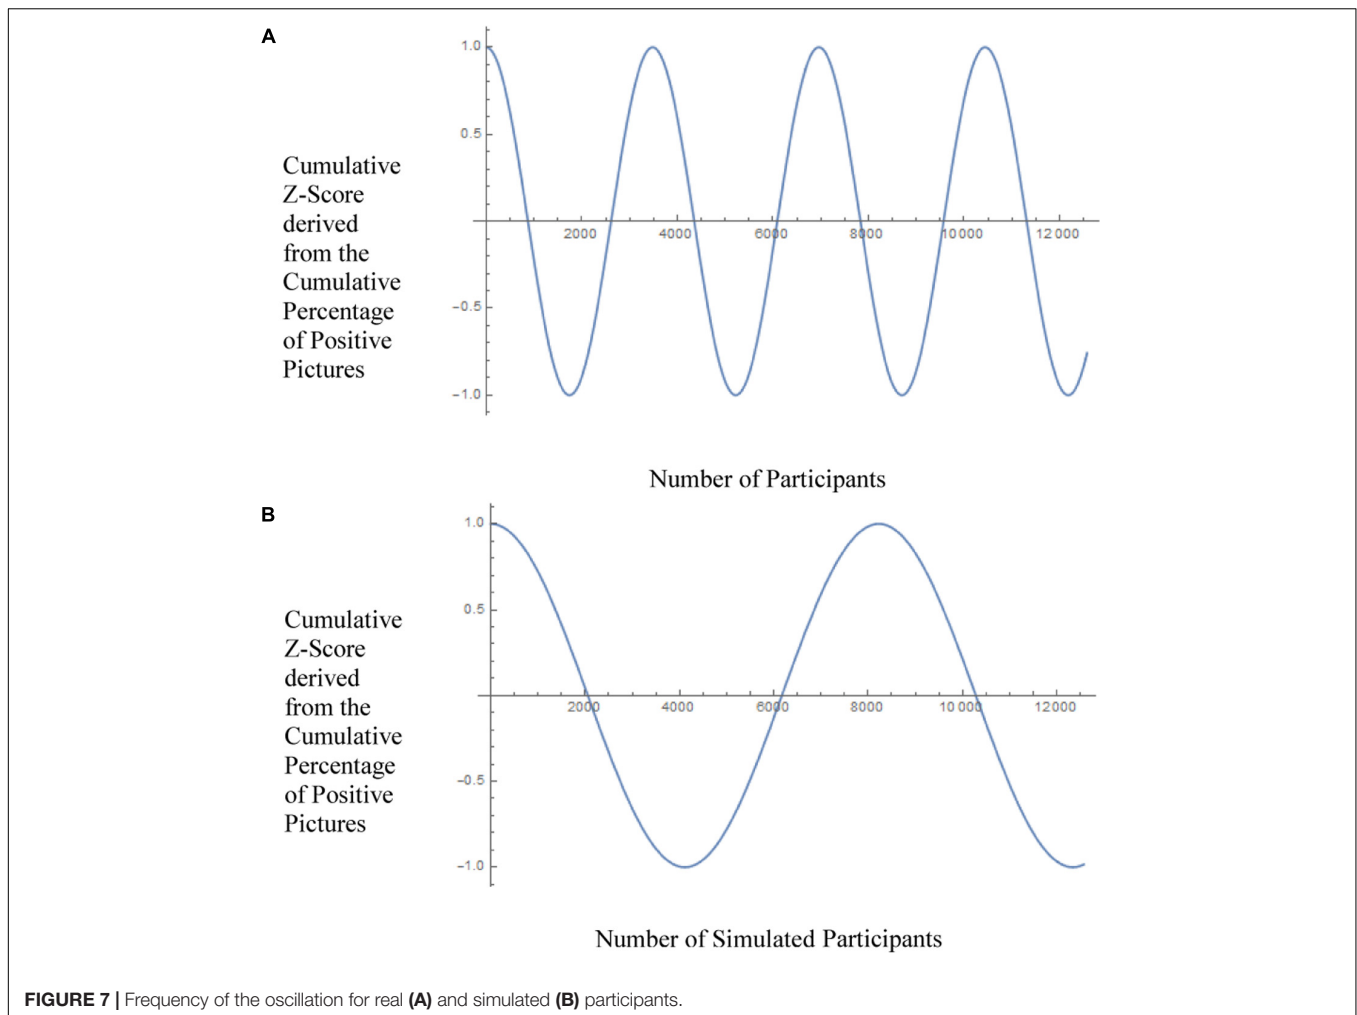 A
1.0
0.5
Cumulative
Z-Score
derived
from the
Cumulative
Percentage
of Positive
Pictures
2000 4000 6000 8000 10000 12000
−0.5
−1.0
Number of Participants
B
1.0
0.5
Cumulative
Z-Score
derived
from the
Cumulative
Percentage
of Positive
Pictures
2000 4000 6000 8000 10000 12000
−0.5
−1.0
Number of Simulated Participants
FIGURE 7 | Frequency of the oscillation for real (A) and simulated (B) participants.